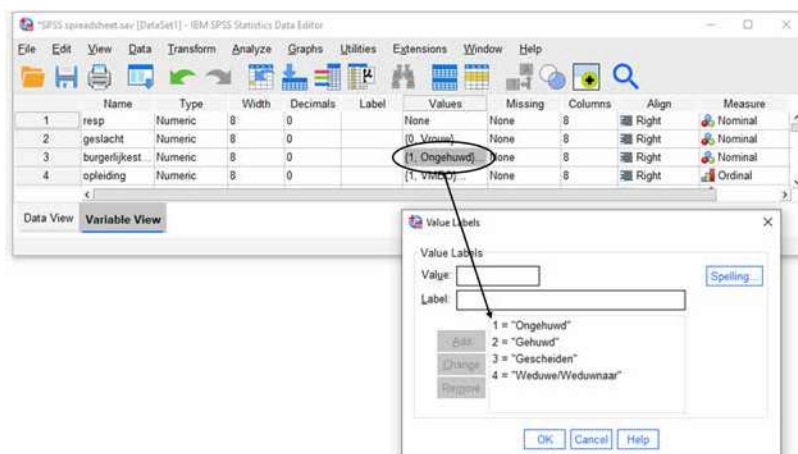 *SPSS spreadsheet.sav [DataSet1] - IBM SPSS Statistics Data Editor
File Edit View Data Transform Analyze Graphs Utilities Extensions Window Help
Name Type Width Decimals Label Values Missing Columns Align Measure
1 resp Numeric 8 0 None None 8 Right Nominal
2 geslacht Numeric 8 0 {0, Vrouw}... None 8 Right Nominal
3 burgerlijkest... Numeric 8 0 {1, Ongehuwd}... None 8 Right Nominal
4 opleiding Numeric 8 0 {1, VMBO}... None 8 Right Ordinal
Data View Variable View
Value Labels
Value Labels
Value:
Spelling...
Label:
1 = "Ongehuwd"
Add 2 = "Gehuwd"
Change 3 = "Gescheiden"
Remove 4 = "Weduwe/Weduwnaar"
OK Cancel Help